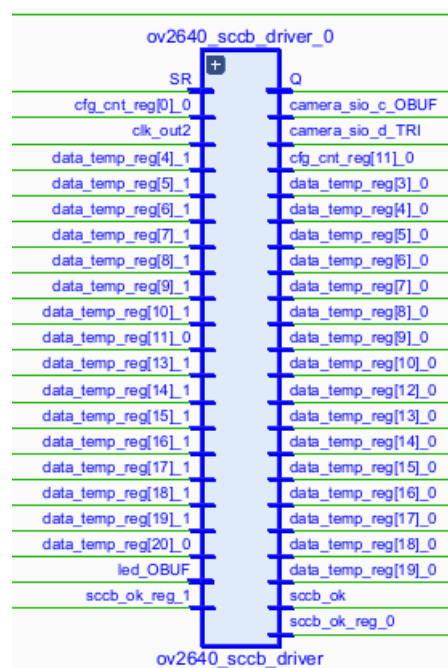 ov2640_sccb_driver_0
SR Q
cfg_cnt_reg[0]_0 camera_sio_c_OBUF
clk_out2 camera_sio_d_TRI
data_temp_reg[4]_1 cfg_cnt_reg[11]_0
data_temp_reg[5]_1 data_temp_reg[3]_0
data_temp_reg[6]_1 data_temp_reg[4]_0
data_temp_reg[7]_1 data_temp_reg[5]_0
data_temp_reg[8]_1 data_temp_reg[6]_0
data_temp_reg[9]_1 data_temp_reg[7]_0
data_temp_reg[10]_1 data_temp_reg[8]_0
data_temp_reg[11]_0 data_temp_reg[9]_0
data_temp_reg[13]_1 data_temp_reg[10]_0
data_temp_reg[14]_1 data_temp_reg[12]_0
data_temp_reg[15]_1 data_temp_reg[13]_0
data_temp_reg[16]_1 data_temp_reg[14]_0
data_temp_reg[17]_1 data_temp_reg[15]_0
data_temp_reg[18]_1 data_temp_reg[16]_0
data_temp_reg[19]_1 data_temp_reg[17]_0
data_temp_reg[20]_0 data_temp_reg[18]_0
led_OBUF data_temp_reg[19]_0
sccb_ok_reg_1 sccb_ok
sccb_ok_reg_0
ov2640_sccb_driver